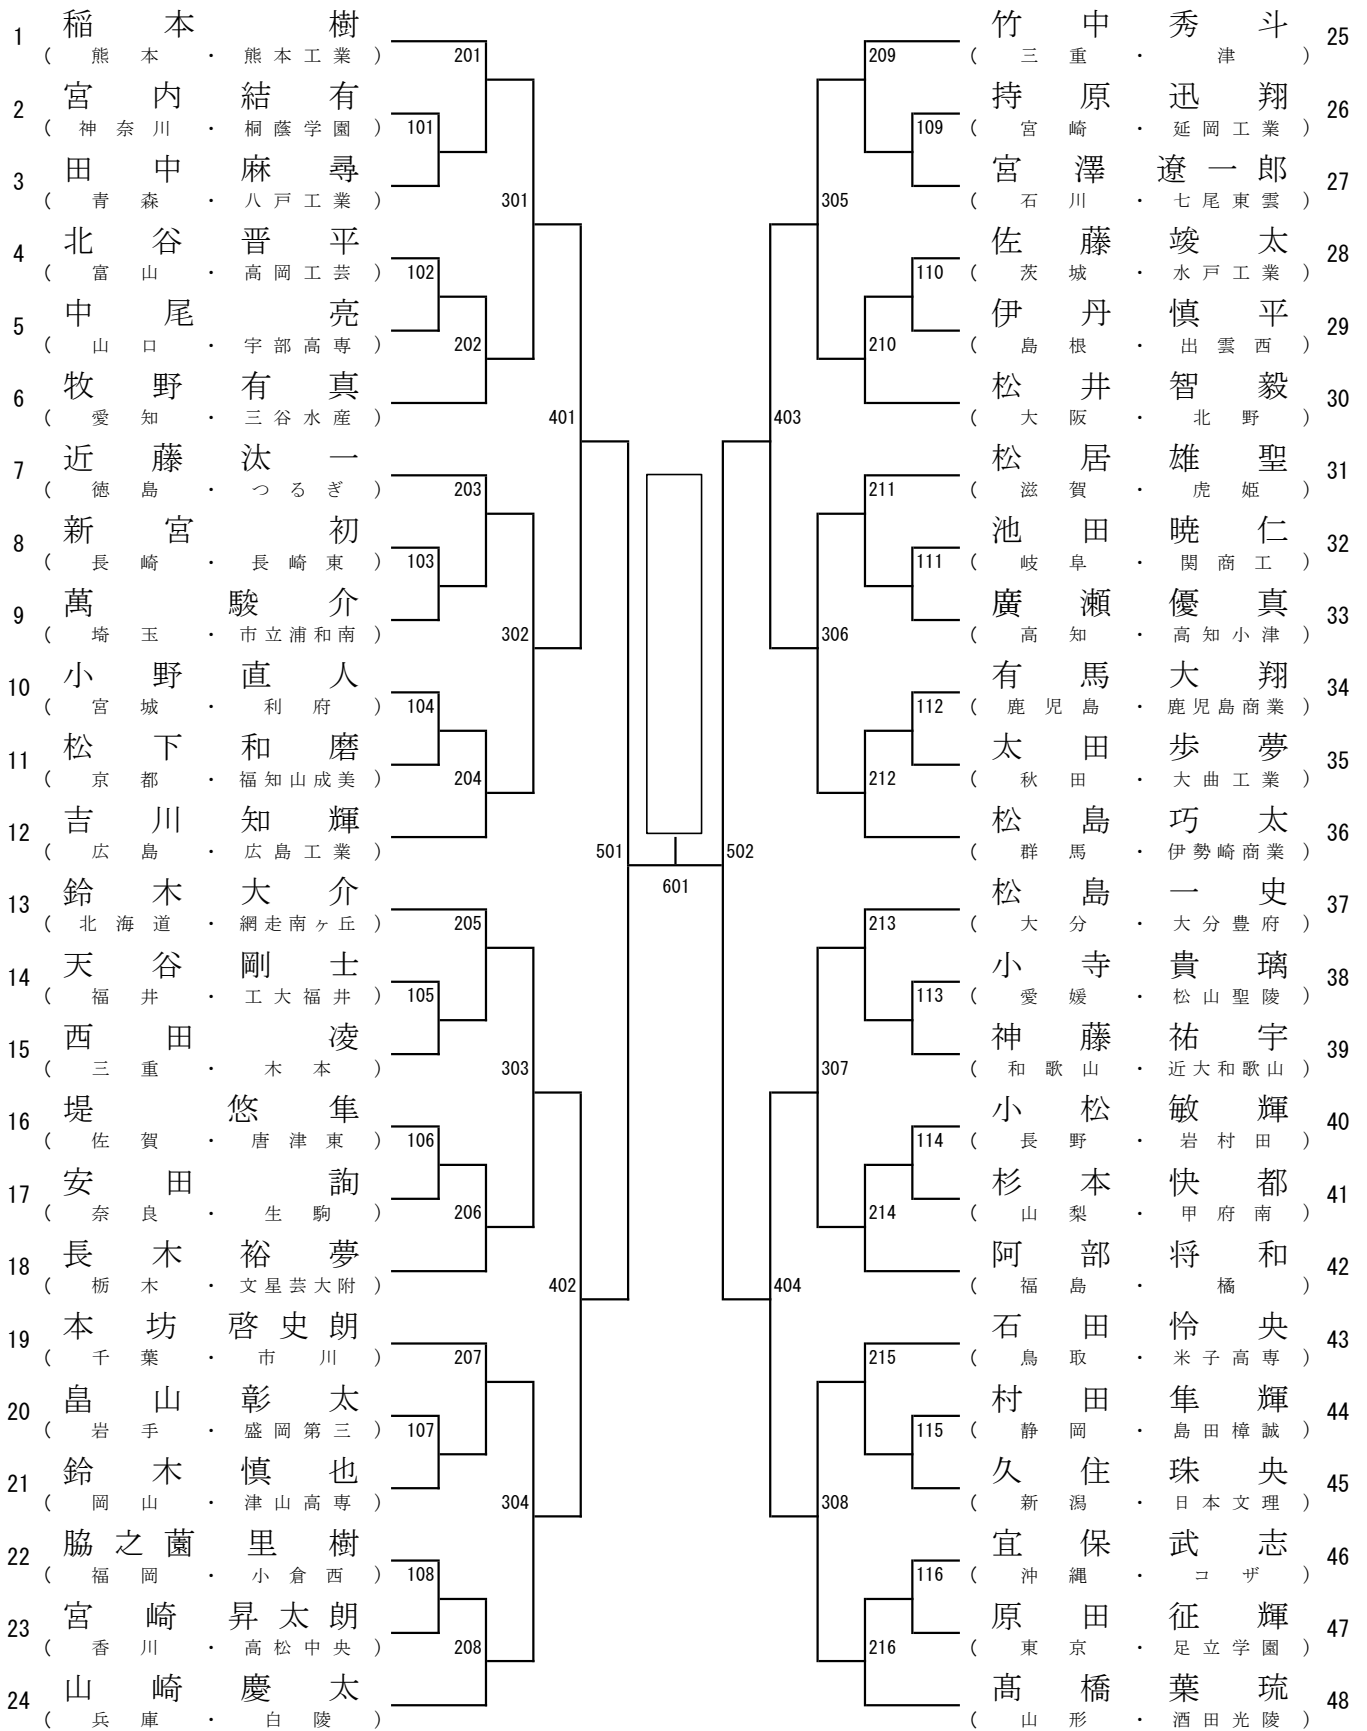 1 稲本 樹
(熊本・熊本工業)
201
2 宮内結有
(神奈川・桐蔭学園)
101
3 田中麻尋
(青森・八戸工業)
301
4 北谷晋平
(富山・高岡工芸)
102
5 中尾 亮
(山口・宇部高専)
202
6 牧野有真
(愛知・三谷水産)
401
7 近藤汰一
(徳島・つるぎ)
203
8 新宮 初
(長崎・長崎東)
103
9 萬 駿介
(埼玉・市立浦和南)
302
10 小野直人
(宮城・利府)
104
11 松下和磨
(京都・福知山成美)
204
12 吉川知輝
(広島・広島工業)
501
13 鈴木大介
(北海道・網走南ヶ丘)
205
14 天谷剛士
(福井・工大福井)
105
15 西田 凌
(三重・木本)
303
16 堤 悠隼
(佐賀・唐津東)
106
17 安田 詢
(奈良・生駒)
206
18 長木裕夢
(栃木・文星芸大附)
402
19 本坊啓史朗
(千葉・市川)
207
20 畠山彰太
(岩手・盛岡第三)
107
21 鈴木慎也
(岡山・津山高専)
304
22 脇之薗里樹
(福岡・小倉西)
108
23 宮崎昇太朗
(香川・高松中央)
208
24 山崎慶太
(兵庫・白陵)
601
竹中秀斗 25
209
(三重・津)
持原迅翔 26
109
(宮崎・延岡工業)
宮澤遼一郎 27
305
(石川・七尾東雲)
佐藤竣太 28
110
(茨城・水戸工業)
伊丹慎平 29
210
(島根・出雲西)
松井智毅 30
403
(大阪・北野)
松居雄聖 31
211
(滋賀・虎姫)
池田暁仁 32
111
(岐阜・関商工)
廣瀬優真 33
306
(高知・高知小津)
有馬大翔 34
112
(鹿児島・鹿児島商業)
太田歩夢 35
212
(秋田・大曲工業)
松島巧太 36
502
(群馬・伊勢崎商業)
松島一史 37
213
(大分・大分豊府)
小寺貴璃 38
113
(愛媛・松山聖陵)
神藤祐宇 39
307
(和歌山・近大和歌山)
小松敏輝 40
114
(長野・岩村田)
杉本快都 41
214
(山梨・甲府南)
阿部将和 42
404
(福島・橘)
石田怜央 43
215
(鳥取・米子高専)
村田隼輝 44
115
(静岡・島田樟誠)
久住珠央 45
308
(新潟・日本文理)
宜保武志 46
116
(沖縄・コザ)
原田征輝 47
216
(東京・足立学園)
髙橋葉琉 48
(山形・酒田光陵)